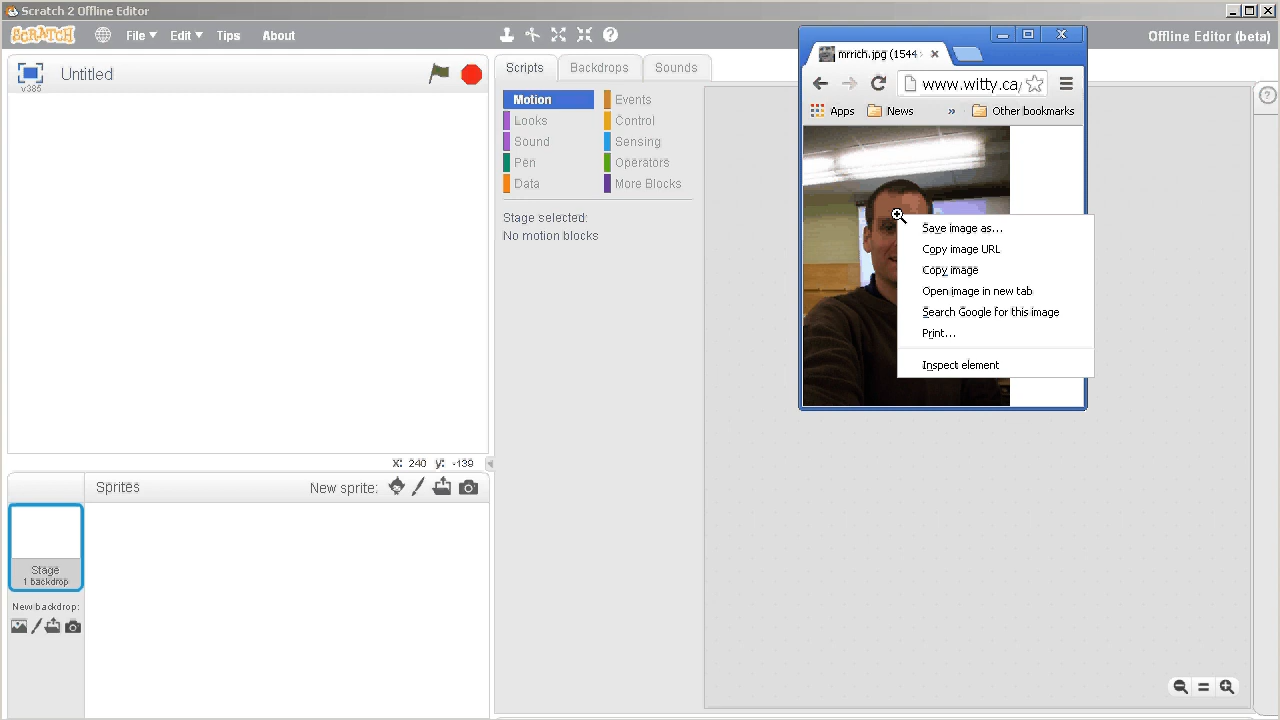 Scratch 2 Offline Editor
SCRATCH File Edit Tips About Offline Editor (beta)
v385 Untitled
Scripts Backdrops Sounds
Motion Events
Looks Control
Sound Sensing
Pen Operators
Data More Blocks
Stage selected:
No motion blocks
mrrich.jpg (1544
www.witty.ca/
Apps News » Other bookmarks
Save image as...
Copy image URL
Copy image
Open image in new tab
Search Google for this image
Print...
Inspect element
x: 240 y: -139
Sprites New sprite:
Stage
1 backdrop
New backdrop: